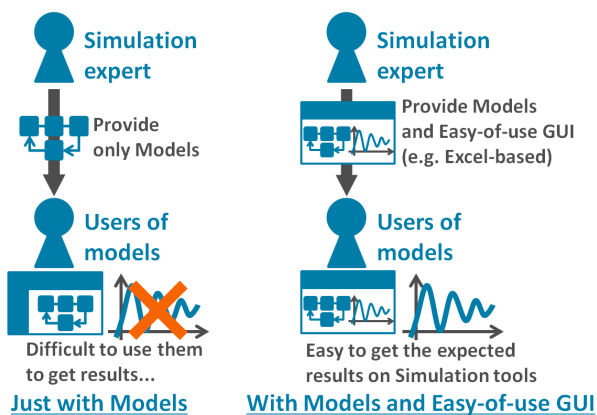 Simulation
expert
Provide
only Models
Users of
models
Difficult to use them
to get results...
Just with Models
Simulation
expert
Provide Models
and Easy-of-use GUI
(e.g. Excel-based)
Users of
models
Easy to get the expected
results on Simulation tools
With Models and Easy-of-use GUI